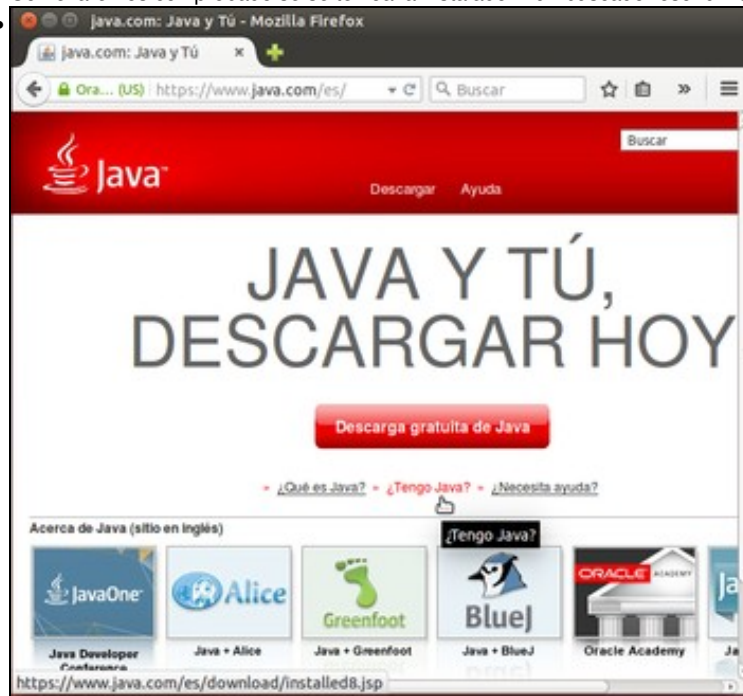 java.com: Java y Tú - Mozilla Firefox
java.com: Java y Tú
Ora... (US) https://www.java.com/es/ Buscar
Buscar
Java
Descargar Ayuda
JAVA Y TÚ,
DESCARGAR HOY
Descarga gratuita de Java
¿Qué es Java? ¿Tengo Java? ¿Necesita ayuda?
¿Tengo Java?
Acerca de Java (sitio en Inglés)
JavaOne Alice Greenfoot BlueJ ORACLE ACADEMY Ja
Java Developer Conference
Java + Alice
Java + Greenfoot
Java + BlueJ
Oracle Academy
Ja
https://www.java.com/es/download/installed8.jsp